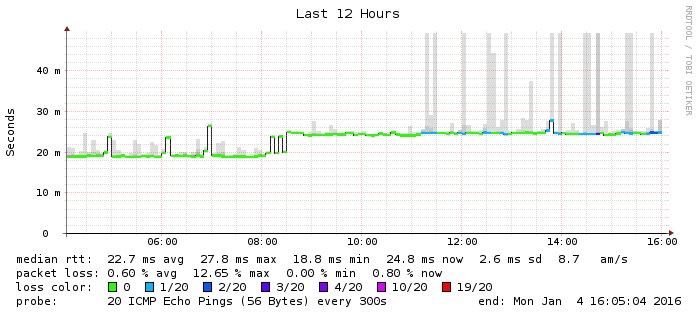 Last 12 Hours
RRDTOOL / TOBI OETIKER
Seconds
40 m
30 m
20 m
10 m
0
06:00 08:00 10:00 12:00 14:00 16:00
median rtt: 22.7 ms avg 27.8 ms max 18.8 ms min 24.8 ms now 2.6 ms sd 8.7 am/s
packet loss: 0.60 % avg 12.65 % max 0.00 % min 0.80 % now
loss color: 0 1/20 2/20 3/20 4/20 10/20 19/20
probe: 20 ICMP Echo Pings (56 Bytes) every 300s end: Mon Jan 4 16:05:04 2016